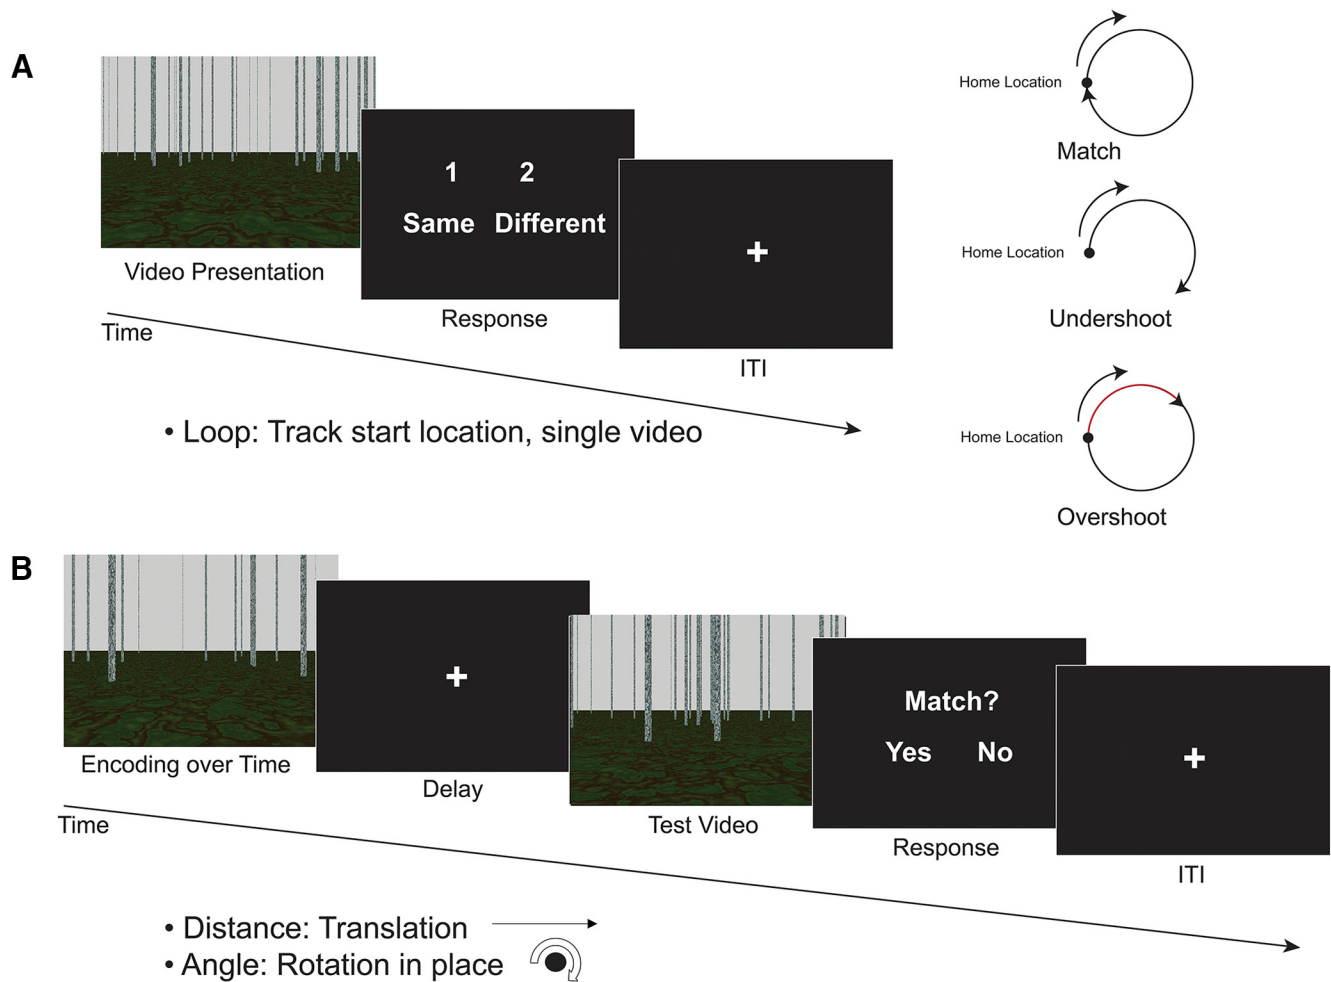 A
Video Presentation
1 2
Same Different
Response
+
ITI
Time
• Loop: Track start location, single video
Home Location
Match
Home Location
Undershoot
Home Location
Overshoot
B
Encoding over Time
+
Delay
Test Video
Match?
Yes No
Response
+
ITI
Time
• Distance: Translation
• Angle: Rotation in place